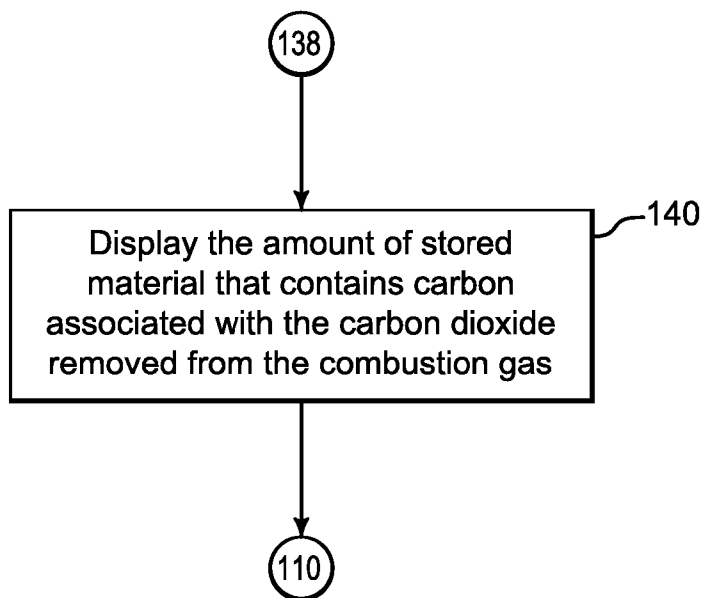 138
140
Display the amount of stored
material that contains carbon
associated with the carbon dioxide
removed from the combustion gas
110